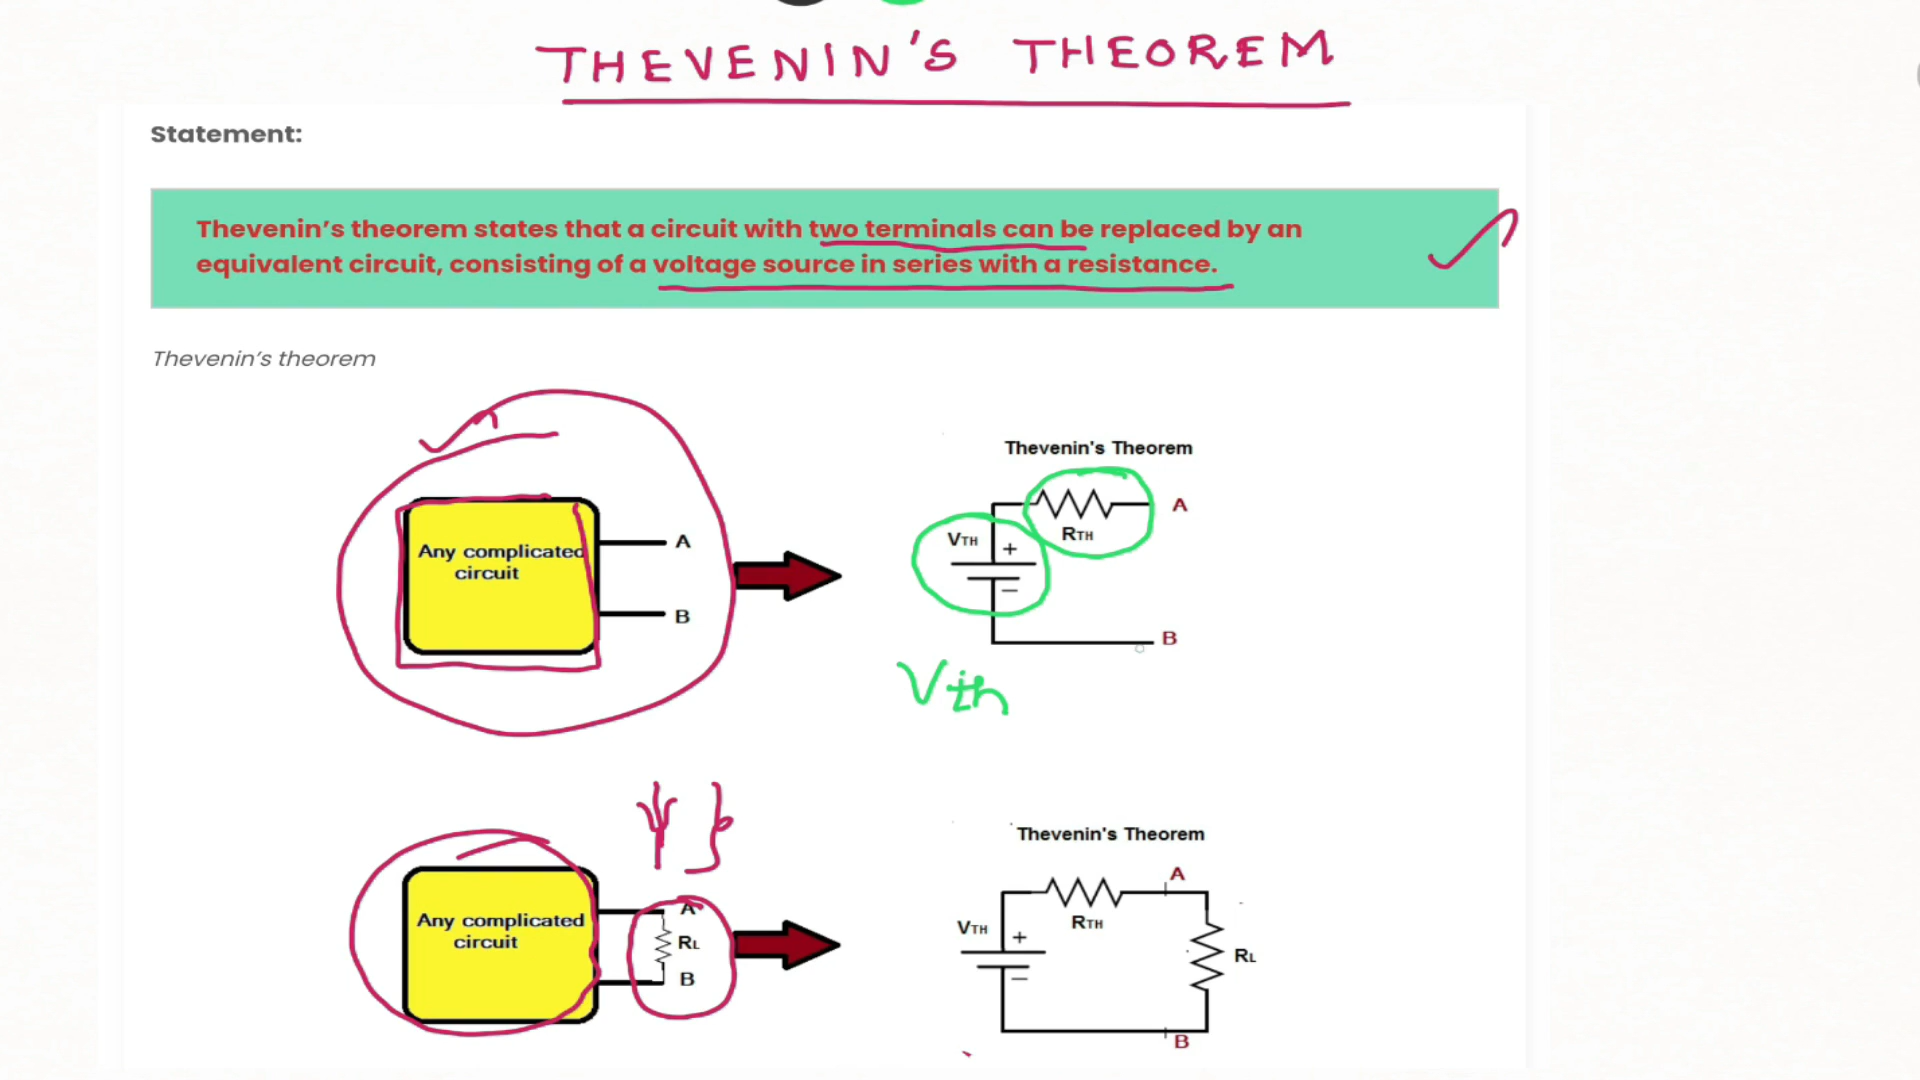 THEVENIN'S THEOREM
Statement:
Thevenin's theorem states that a circuit with two terminals can be replaced by an
equivalent circuit, consisting of a voltage source in series with a resistance.
Thevenin's theorem
Any complicated
circuit
A
B
Thevenin's Theorem
A
RTH
VTH
+
−
B
Vth
Any complicated
circuit
A
RL
B
Thevenin's Theorem
A
RTH
VTH
+
−
RL
B